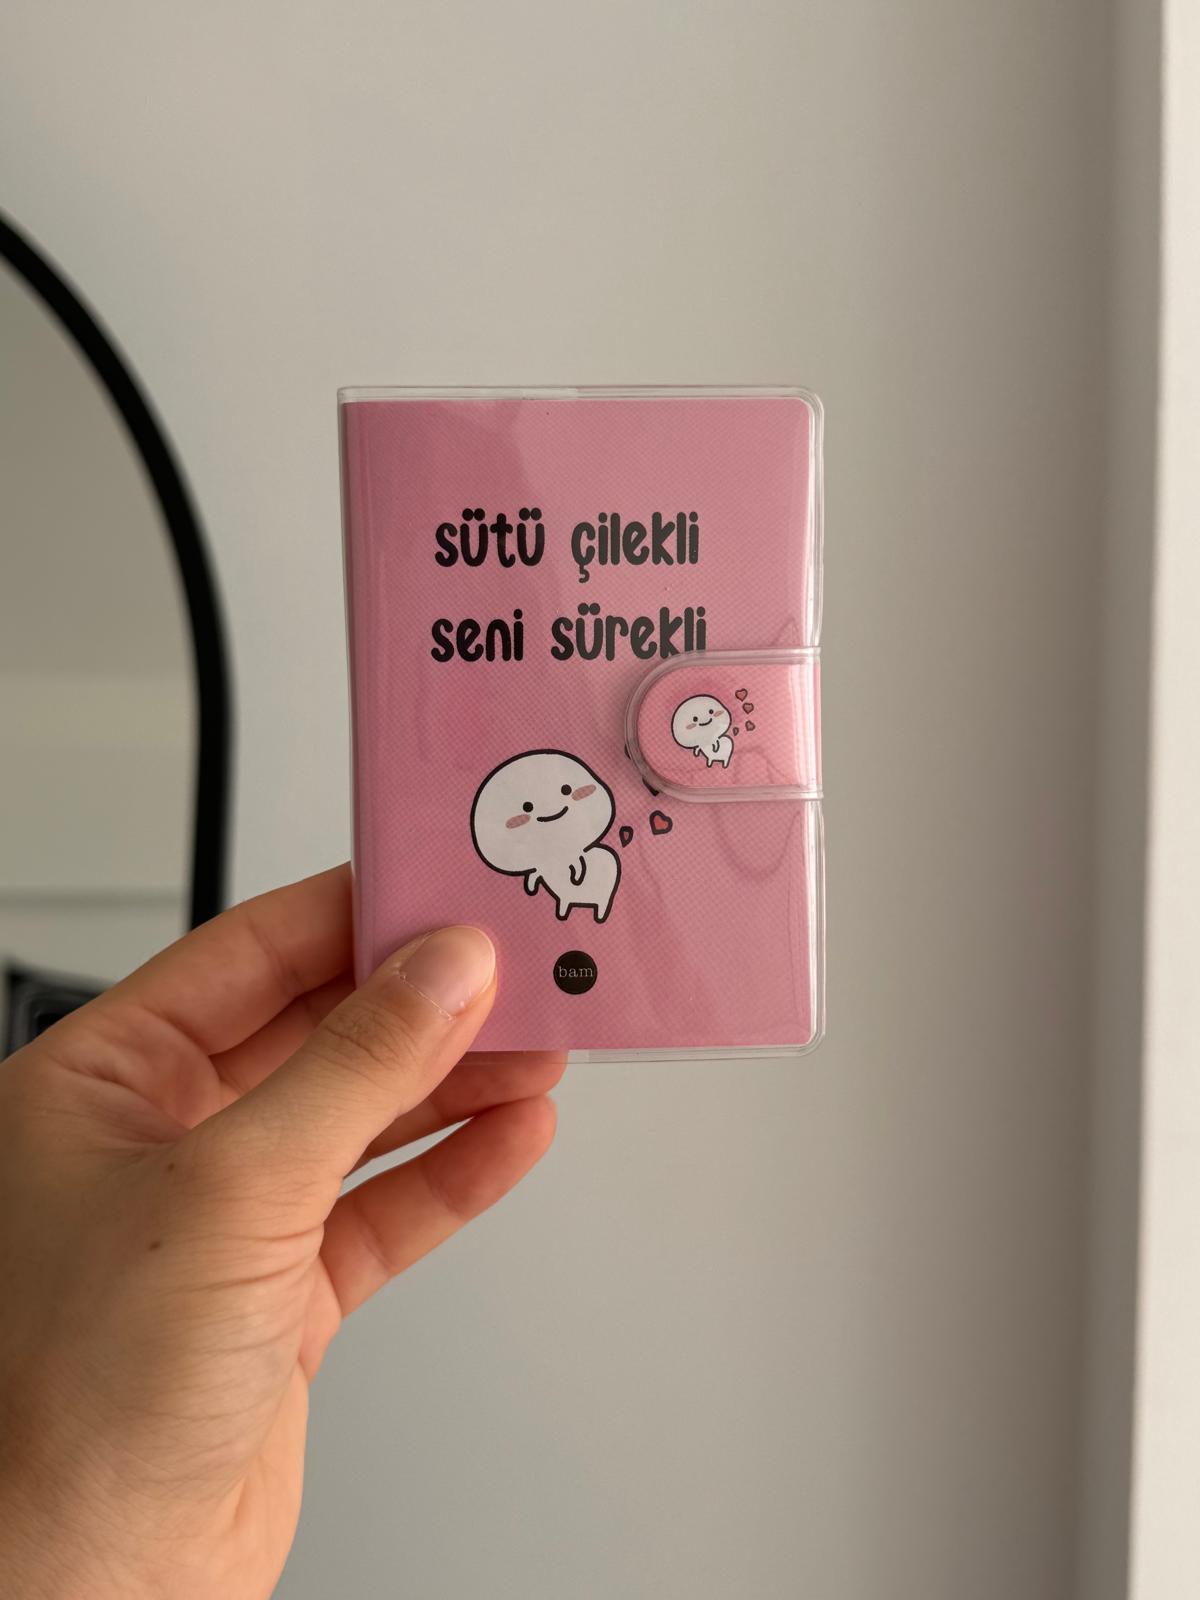 sütü çilekli
seni sürekli
bam